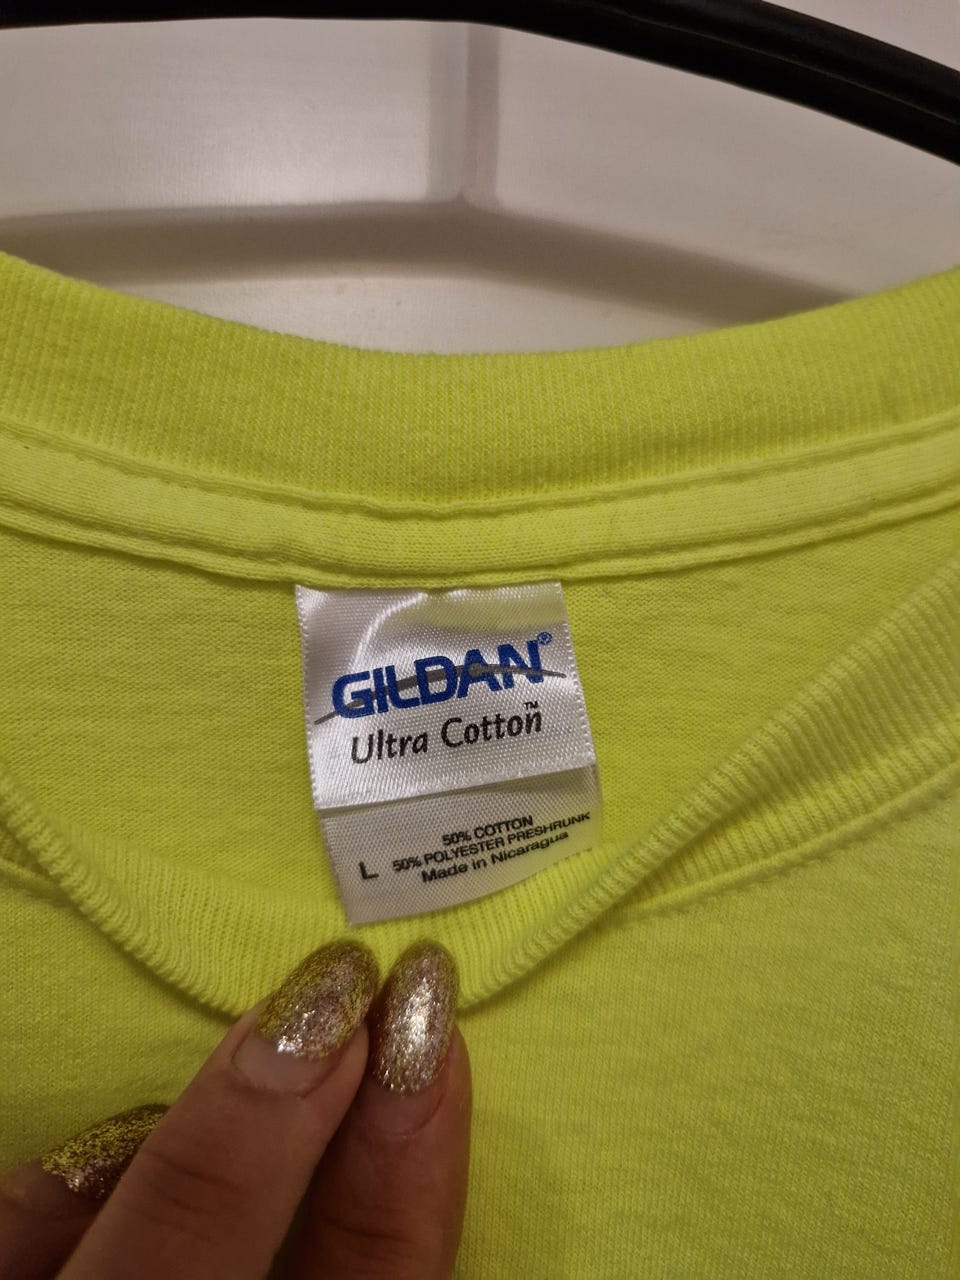 GILDAN®
Ultra Cotton™
50% COTTON
L 50% POLYESTER PRESHRUNK
Made in Nicaragua